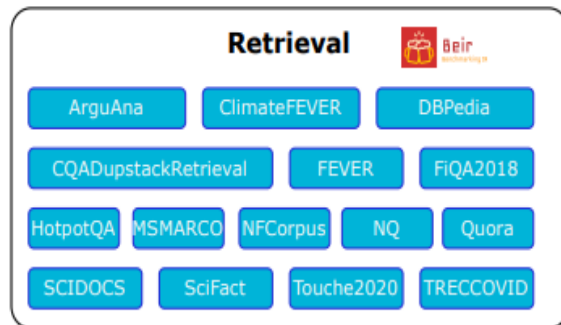 Retrieval
Beir
ArguAna ClimateFEVER DBPedia
CQADupstackRetrieval FEVER FiQA2018
HotpotQA MSMARCO NFCorpus NQ Quora
SCIDOCS SciFact Touche2020 TRECCOVID